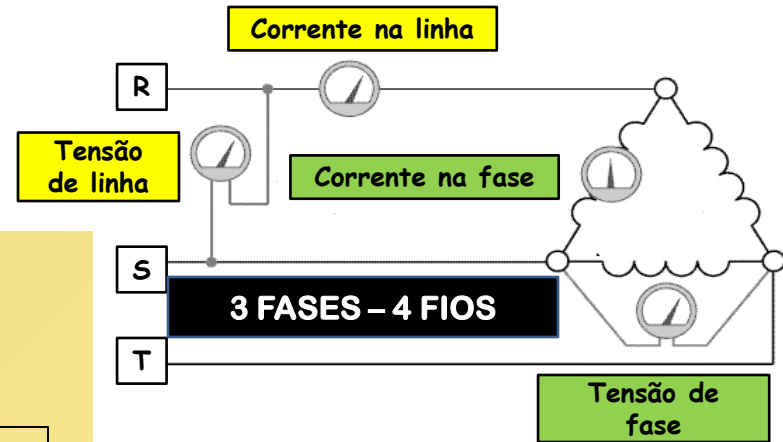 Corrente na linha
R
Tensão
de linha
Corrente na fase
S
3 FASES – 4 FIOS
T
Tensão de
fase